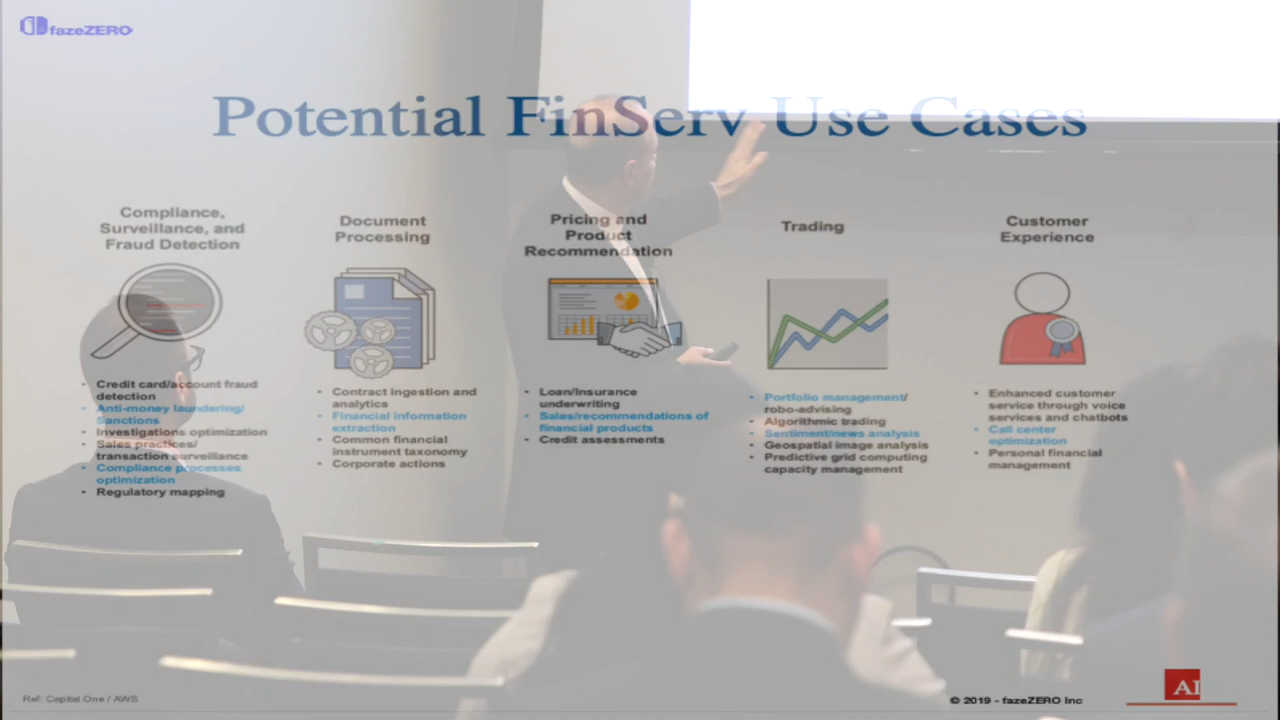 fazeZERO
Potential FinServ Use Cases
Compliance,
Surveillance, and
Fraud Detection
• Credit card/account fraud
detection
• Anti-money laundering/
Sanctions
• Investigations optimization
• Sales practices/
transaction surveillance
• Compliance processes
optimization
• Regulatory mapping
Document
Processing
• Contract ingestion and
analytics
• Financial information
extraction
• Common financial
instrument taxonomy
• Corporate actions
Pricing and
Product
Recommendation
• Loan/Insurance
underwriting
• Sales/recommendations of
financial products
• Credit assessments
Trading
• Portfolio management/
robo-advising
• Algorithmic trading
• Sentiment/news analysis
• Geospatial image analysis
• Predictive grid computing
capacity management
Customer
Experience
• Enhanced customer
service through voice
services and chatbots
• Call center
optimization
• Personal financial
management
Ref: Capital One / AWS
© 2019 - fazeZERO Inc
AI